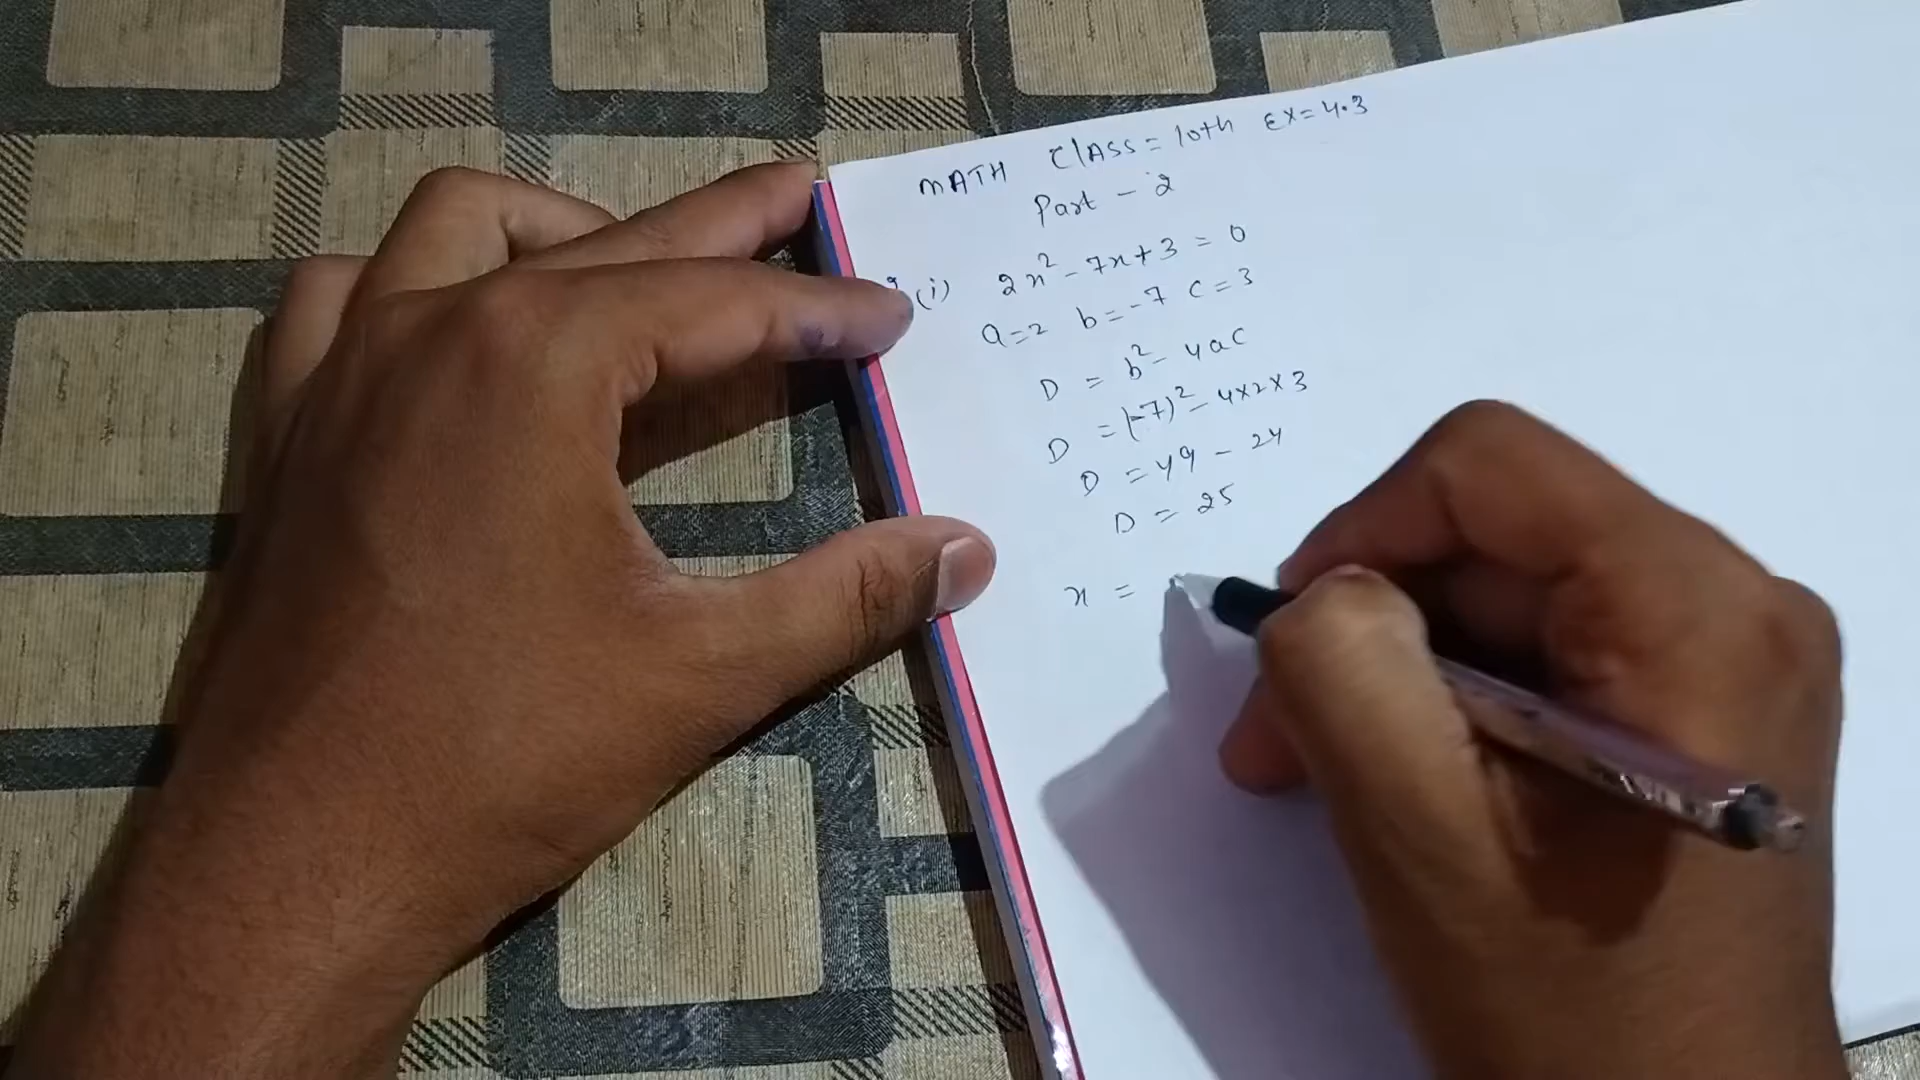 MATH Class = 10th Ex = 4.3
Part - 2
(i) 2x² - 7x + 3 = 0
a = 2 b = -7 c = 3
D = b² - 4ac
D = (-7)² - 4×2×3
D = 49 - 24
D = 25
x =